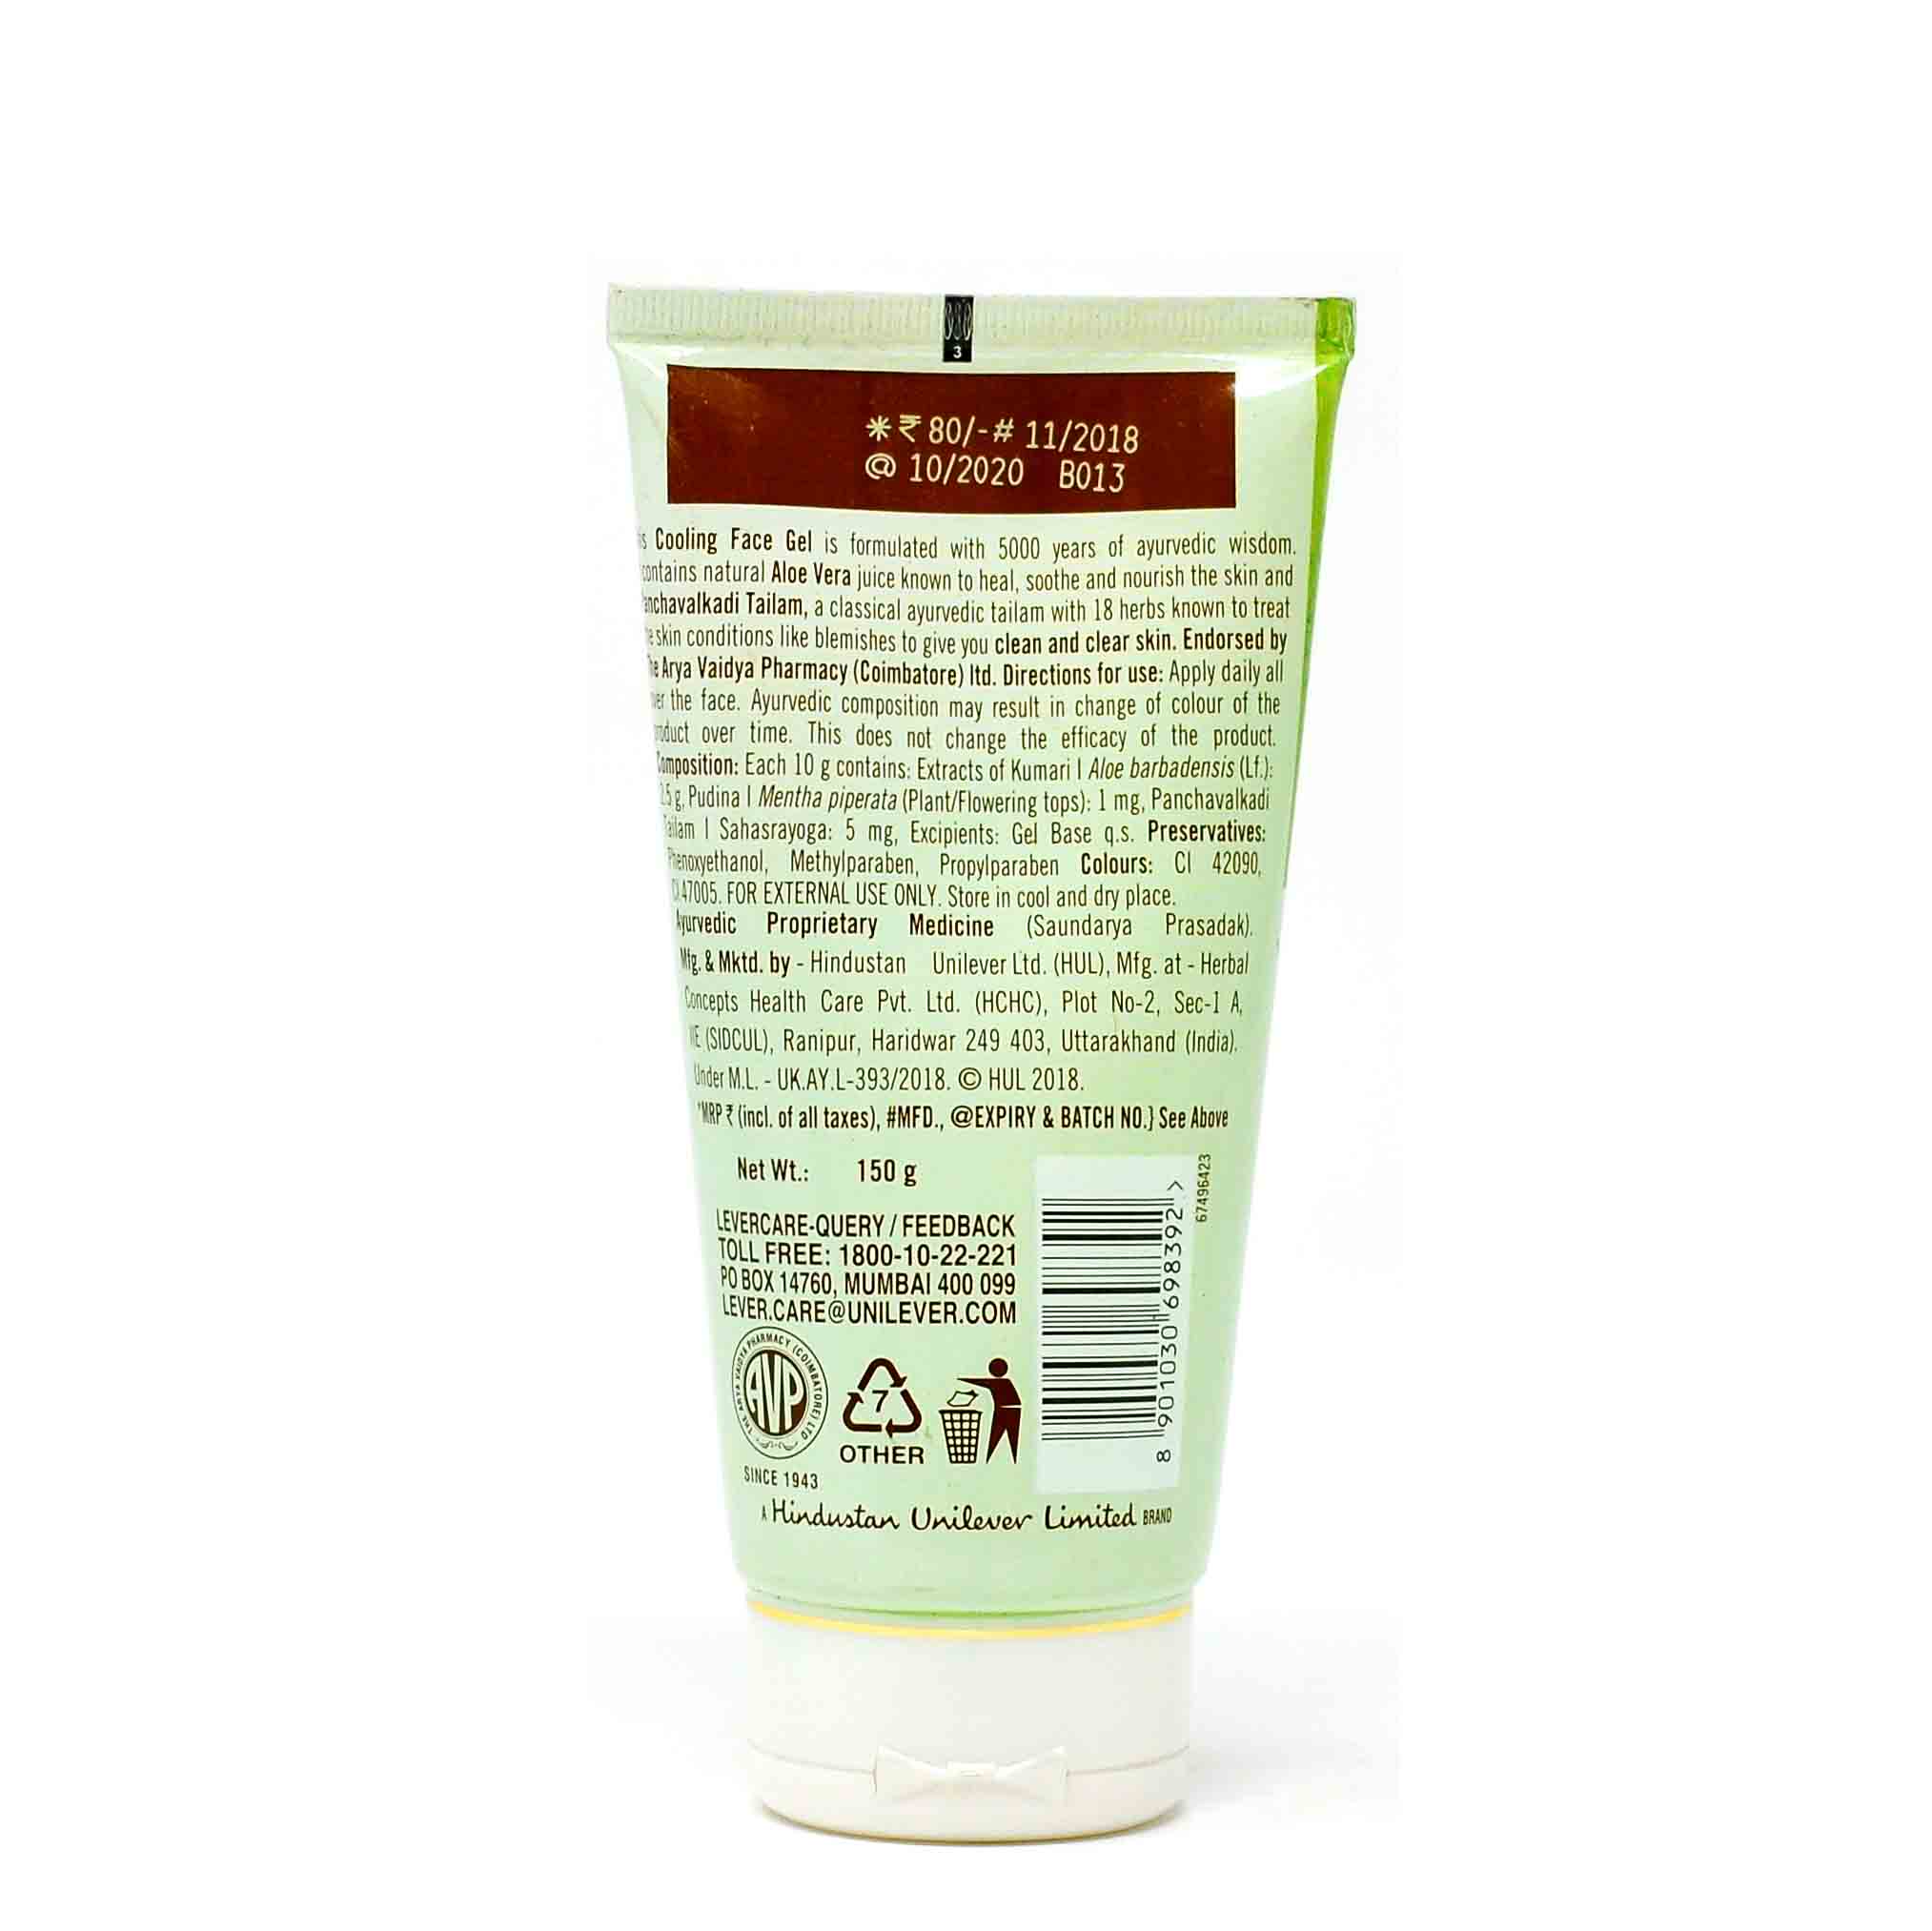 3
*₹ 80/-# 11/2018
@ 10/2020 B013
Cooling Face Gel is formulated with 5000 years of ayurvedic wisdom.
contains natural Aloe Vera juice known to heal, soothe and nourish the skin and
anchavalkadi Tailam, a classical ayurvedic tailam with 18 herbs known to treat
skin conditions like blemishes to give you clean and clear skin. Endorsed by
he Arya Vaidya Pharmacy (Coimbatore) ltd. Directions for use: Apply daily all
ver the face. Ayurvedic composition may result in change of colour of the
roduct over time. This does not change the efficacy of the product.
Composition: Each 10 g contains: Extracts of Kumari I Aloe barbadensis (Lf.):
2.5 g, Pudina I Mentha piperata (Plant/Flowering tops): 1 mg, Panchavalkadi
Tailam I Sahasrayoga: 5 mg, Excipients: Gel Base q.s. Preservatives:
Phenoxyethanol, Methylparaben, Propylparaben Colours: CI 42090,
CI 47005. FOR EXTERNAL USE ONLY. Store in cool and dry place.
Ayurvedic Proprietary Medicine (Saundarya Prasadak).
Mfg. & Mktd. by - Hindustan Unilever Ltd. (HUL), Mfg. at - Herbal
Concepts Health Care Pvt. Ltd. (HCHC), Plot No-2, Sec-1 A,
IIE (SIDCUL), Ranipur, Haridwar 249 403, Uttarakhand (India).
Under M.L. - UK.AY.L-393/2018. © HUL 2018.
*MRP ₹ (incl. of all taxes), #MFD., @EXPIRY & BATCH NO.} See Above
Net Wt.: 150 g
67496423
LEVERCARE-QUERY / FEEDBACK
TOLL FREE: 1800-10-22-221
PO BOX 14760, MUMBAI 400 099
LEVER.CARE@UNILEVER.COM
8 901030 698392 >
THE ARYA VAIDYA PHARMACY (COIMBATORE) LTD
AVP
SINCE 1943
7
OTHER
A Hindustan Unilever Limited BRAND